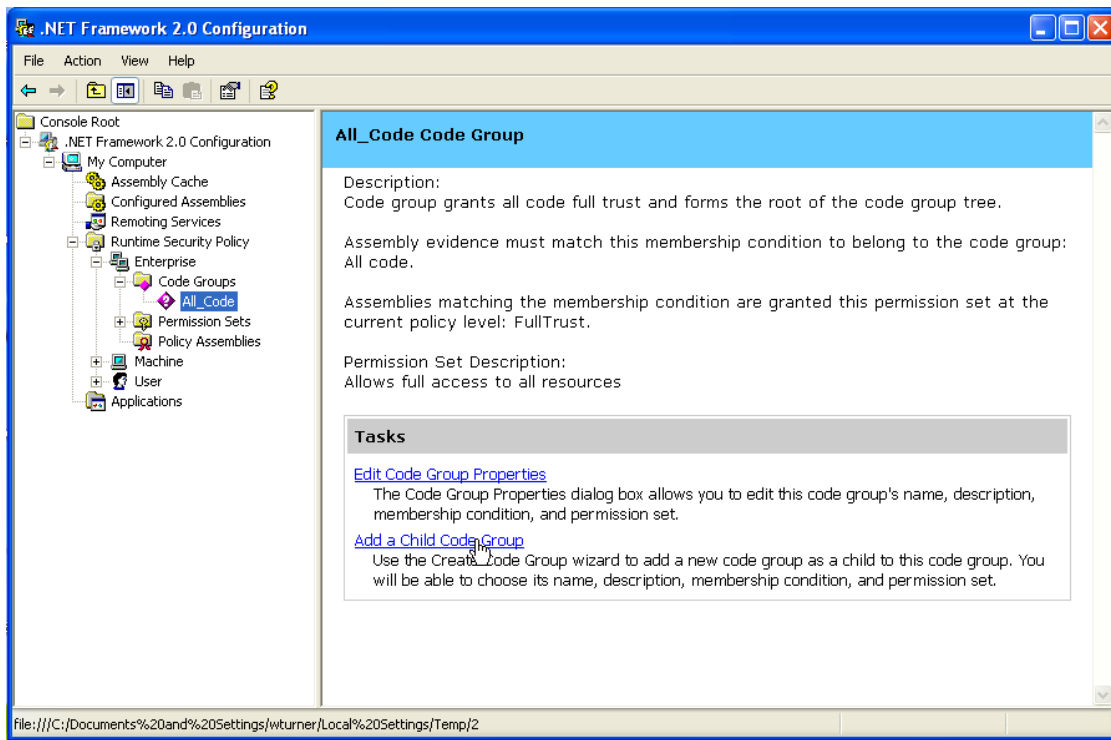 .NET Framework 2.0 Configuration
File Action View Help
Console Root
.NET Framework 2.0 Configuration
My Computer
Assembly Cache
Configured Assemblies
Remoting Services
Runtime Security Policy
Enterprise
Code Groups
All_Code
Permission Sets
Policy Assemblies
Machine
User
Applications
All_Code Code Group
Description:
Code group grants all code full trust and forms the root of the code group tree.
Assembly evidence must match this membership condition to belong to the code group:
All code.
Assemblies matching the membership condition are granted this permission set at the
current policy level: FullTrust.
Permission Set Description:
Allows full access to all resources
Tasks
Edit Code Group Properties
The Code Group Properties dialog box allows you to edit this code group's name, description,
membership condition, and permission set.
Add a Child Code Group
Use the Create Code Group wizard to add a new code group as a child to this code group. You
will be able to choose its name, description, membership condition, and permission set.
file:///C:/Documents%20and%20Settings/wturner/Local%20Settings/Temp/2